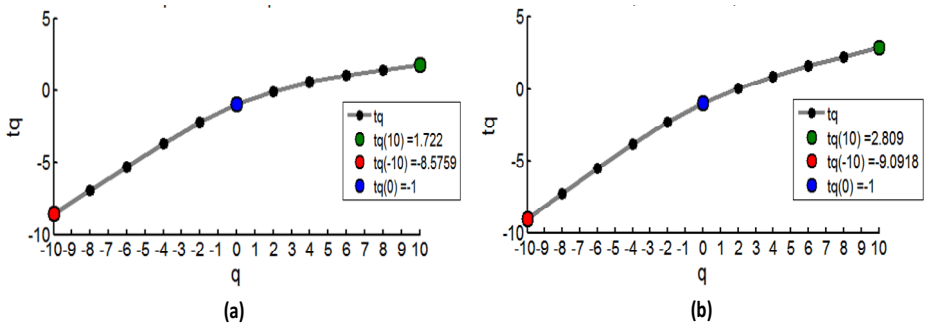 5
0
-5
-10
tq
tq
tq(10) =1.722
tq(-10) =-8.5759
tq(0) =-1
-10 -9 -8 -7 -6 -5 -4 -3 -2 -1 0 1 2 3 4 5 6 7 8 9 10
q
(a)
5
0
-5
-10
tq
tq
tq(10) =2.809
tq(-10) =-9.0918
tq(0) =-1
-10 -9 -8 -7 -6 -5 -4 -3 -2 -1 0 1 2 3 4 5 6 7 8 9 10
q
(b)